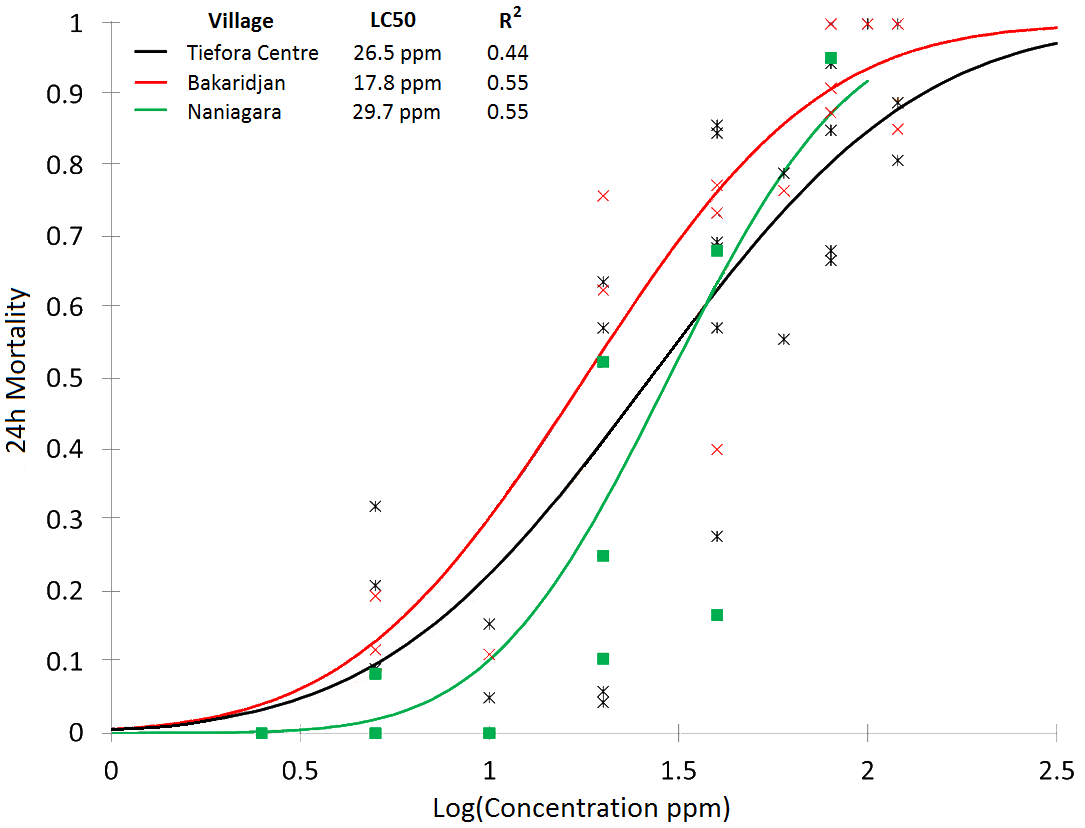 Village LC50 R2
Tiefora Centre 26.5 ppm 0.44
Bakaridjan 17.8 ppm 0.55
Naniagara 29.7 ppm 0.55
1
0.9
0.8
0.7
0.6
0.5
0.4
0.3
0.2
0.1
0
24h Mortality
0 0.5 1 1.5 2 2.5
Log(Concentration ppm)